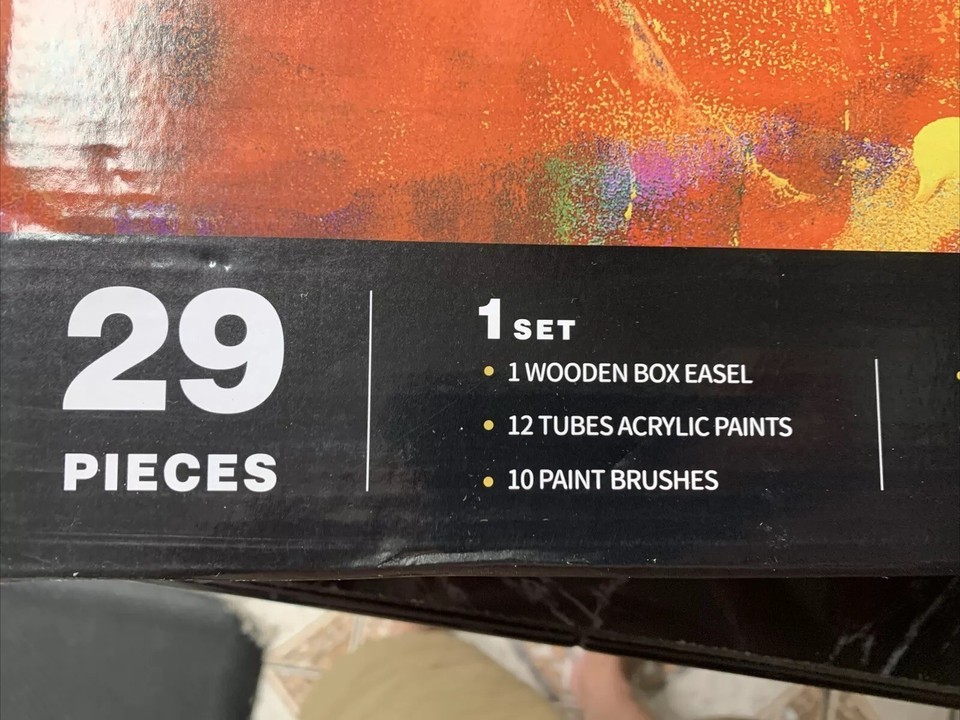 29
PIECES
1 SET
• 1 WOODEN BOX EASEL
• 12 TUBES ACRYLIC PAINTS
• 10 PAINT BRUSHES